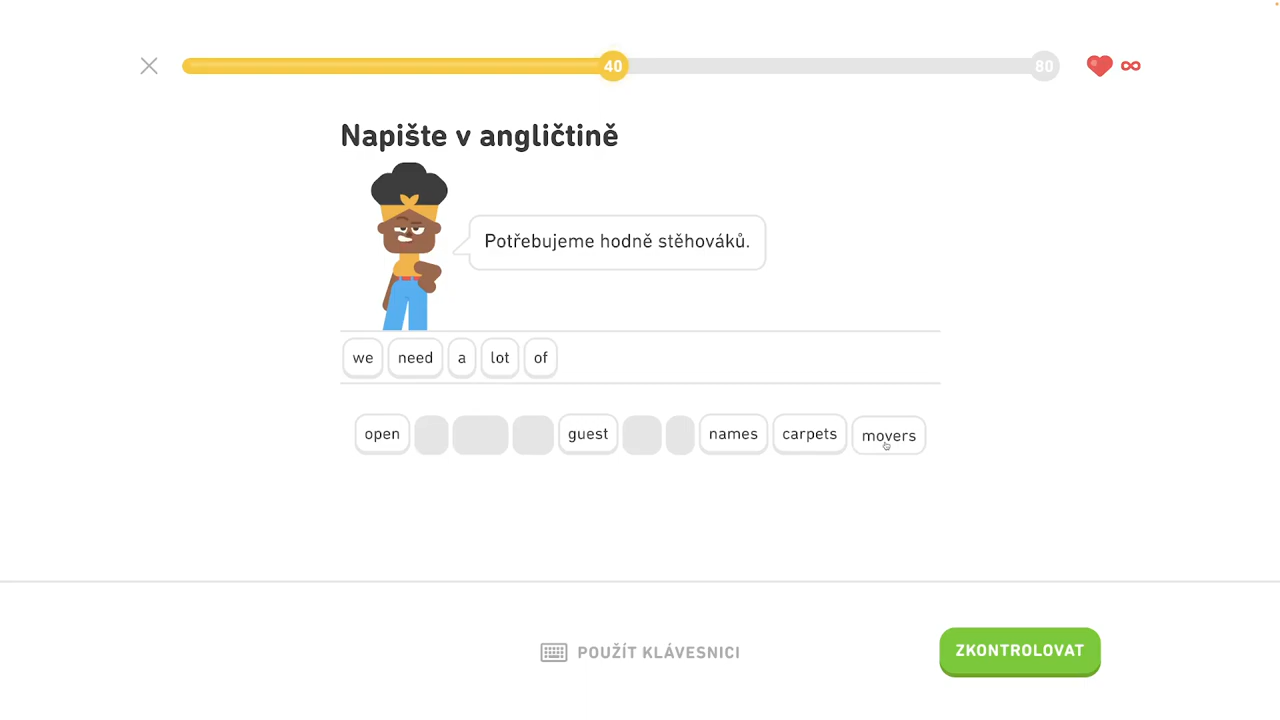 40 80 ∞
Napište v angličtině
Potřebujeme hodně stěhováků.
we need a lot of
open guest names carpets movers
POUŽÍT KLÁVESNICI ZKONTROLOVAT